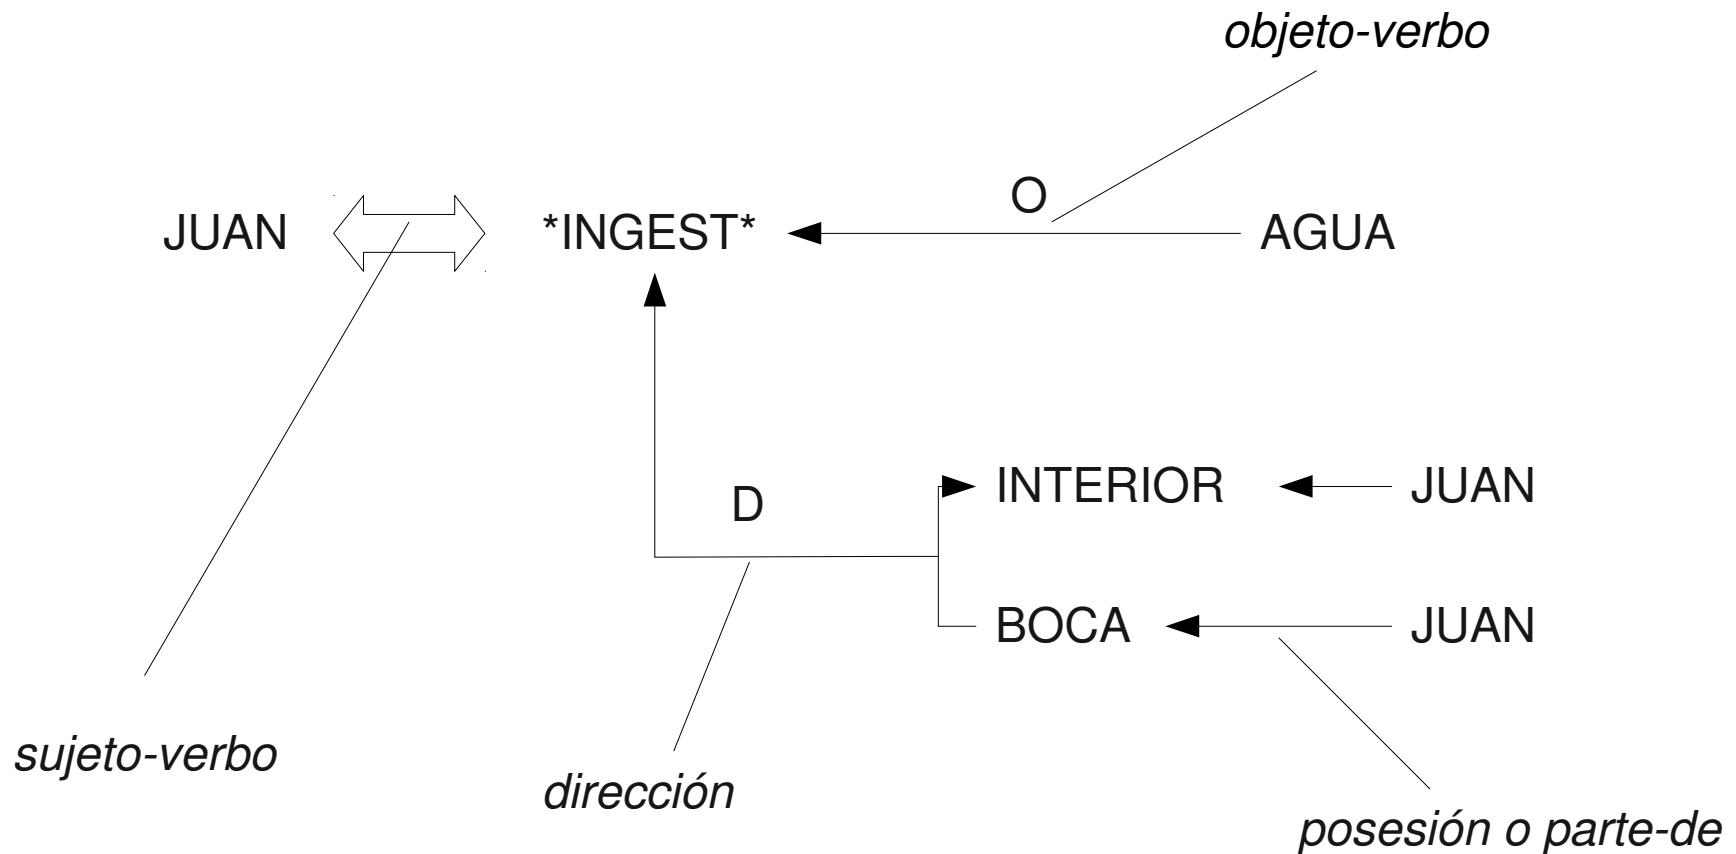 objeto-verbo
O
JUAN *INGEST* AGUA
D
INTERIOR JUAN
BOCA JUAN
sujeto-verbo
dirección
posesión o parte-de